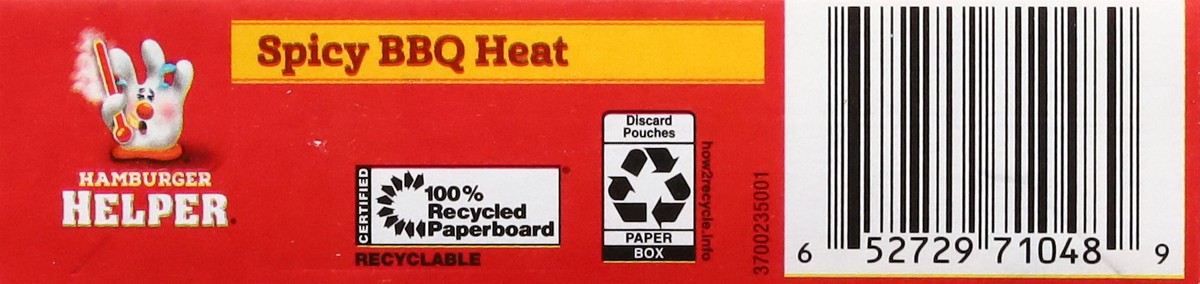 Spicy BBQ Heat
HAMBURGER
HELPER®
CERTIFIED
100%
Recycled
Paperboard
RECYCLABLE
Discard
Pouches
PAPER
BOX
how2recycle.info
3700235001
6 52729 71048 9